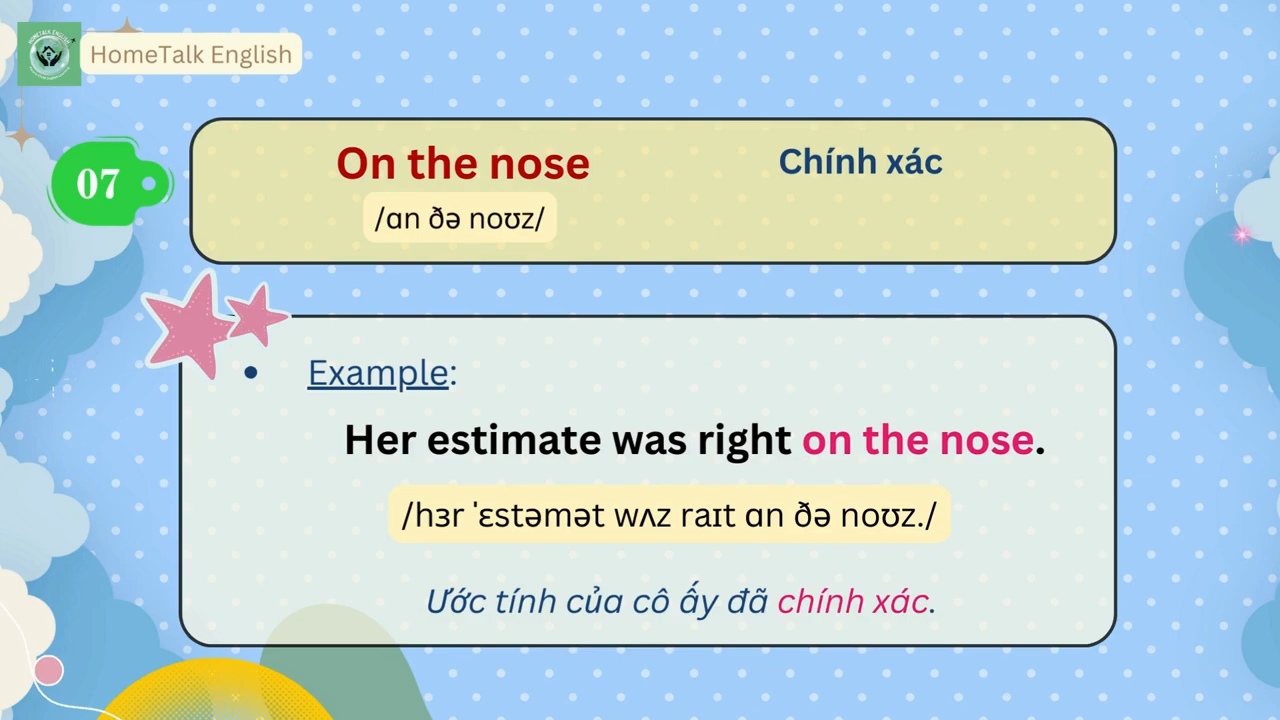 HomeTalk English
07
On the nose
Chính xác
/ɑn ðə noʊz/
Example:
Her estimate was right on the nose.
/hɜr ˈɛstəmət wʌz raɪt ɑn ðə noʊz./
Ước tính của cô ấy đã chính xác.